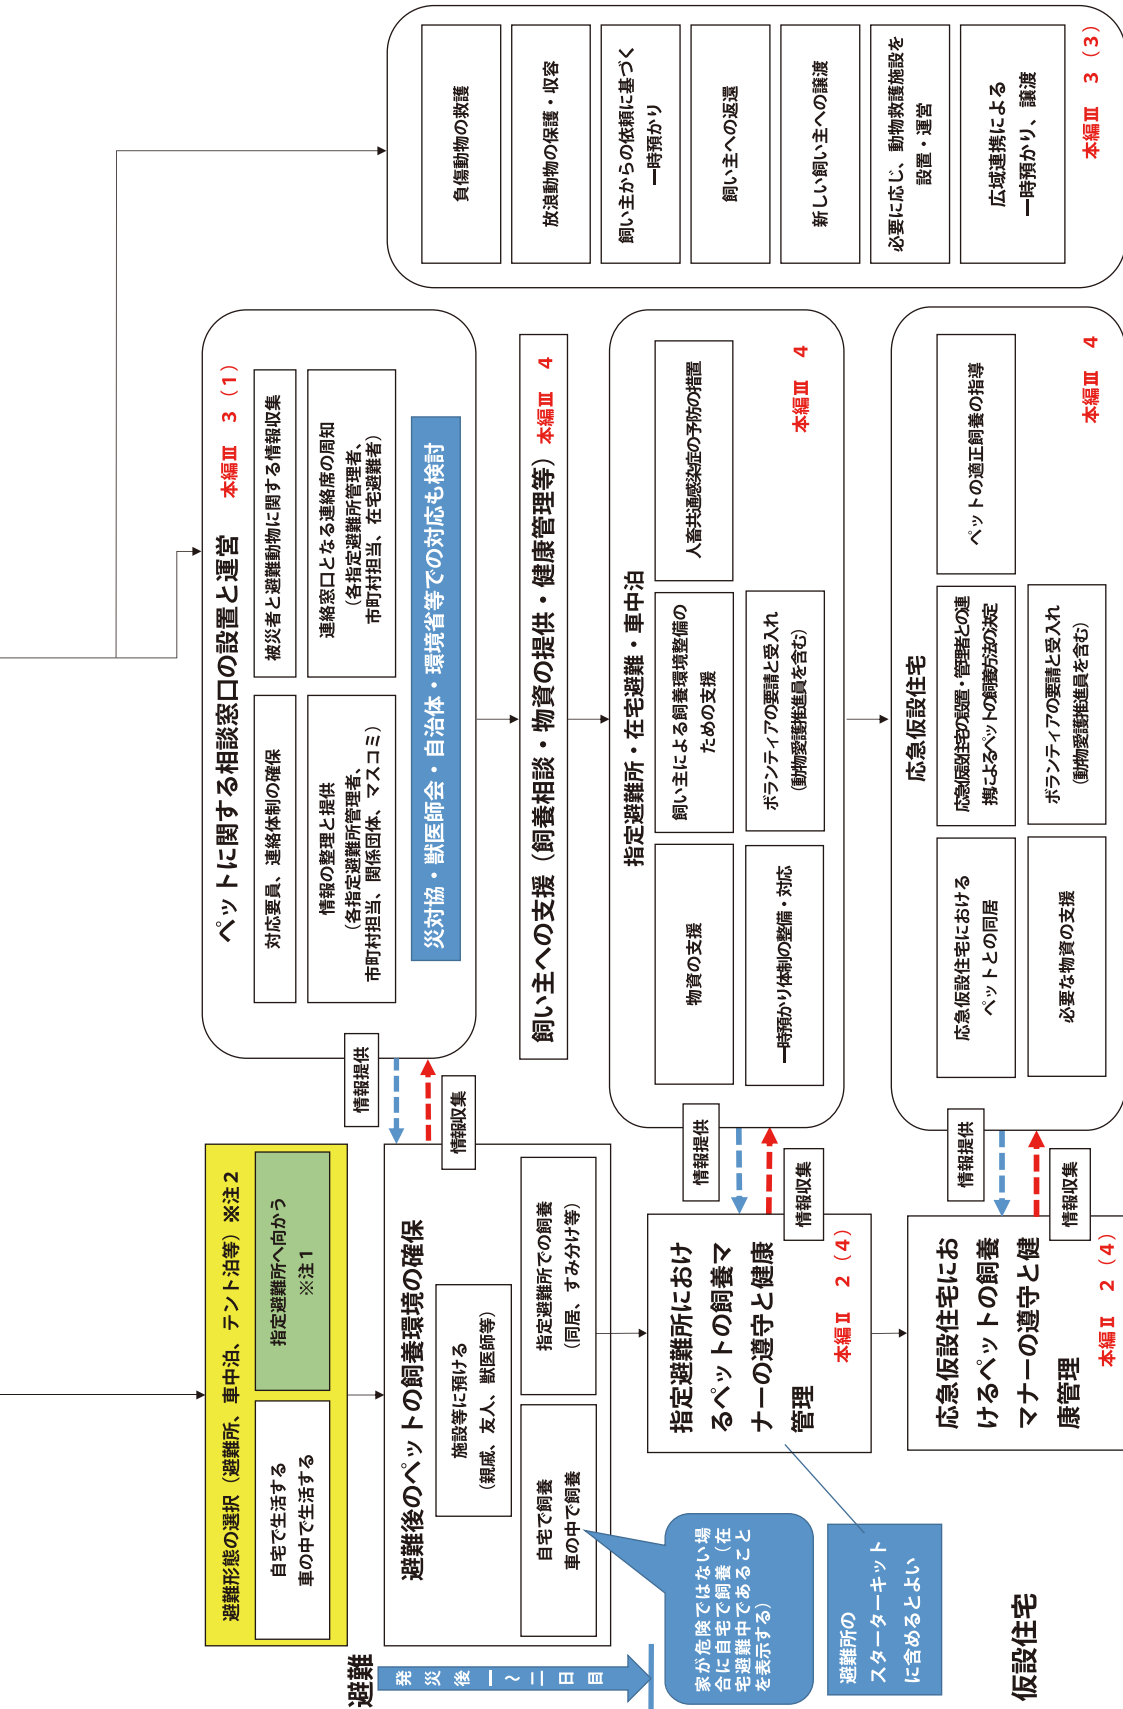 避難
発災後一〜二日目
避難形態の選択（避難所、車中泊、テント泊等）※注２
自宅で生活する
車の中で生活する
指定避難所へ向かう
※注１
避難後のペットの飼養環境の確保
施設等に預ける
（親戚、友人、獣医師等）
自宅で飼養
車の中で飼養
指定避難所での飼養
（同居、すみ分け等）
家が危険ではない場
合に自宅で飼養（在
宅避難中であること
を表示する）
指定避難所におけ
るペットの飼養マ
ナーの遵守と健康
管理
本編Ⅱ　２（４）
避難所の
スターターキット
に含めるとよい
仮設住宅
応急仮設住宅にお
けるペットの飼養
マナーの遵守と健
康管理
本編Ⅱ　２（４）
情報提供
情報収集
情報提供
情報収集
情報提供
情報収集
ペットに関する相談窓口の設置と運営　本編Ⅲ　３（１）
対応要員、連絡体制の確保
被災者と避難動物に関する情報収集
情報の整理と提供
（各指定避難所管理者、
市町村担当、関係団体、マスコミ）
連絡窓口となる連絡席の周知
（各指定避難所管理者、
市町村担当、在宅避難者）
災対協・獣医師会・自治体・環境省等での対応も検討
飼い主への支援（飼養相談・物資の提供・健康管理等）本編Ⅲ　４
指定避難所・在宅避難・車中泊
物資の支援
飼い主による飼養環境整備の
ための支援
人畜共通感染症の予防の措置
一時預かり体制の整備・対応
ボランティアの要請と受入れ
（動物愛護推進員を含む）
本編Ⅲ　４
応急仮設住宅
応急仮設住宅における
ペットとの同居
応急仮設住宅の設置・管理者との連
携によるペットの飼養方法の決定
ペットの適正飼養の指導
必要な物資の支援
ボランティアの要請と受入れ
（動物愛護推進員を含む）
本編Ⅲ　４
負傷動物の救護
放浪動物の保護・収容
飼い主からの依頼に基づく
一時預かり
飼い主への返還
新しい飼い主への譲渡
必要に応じ、動物救護施設を
設置・運営
広域連携による
一時預かり、譲渡
本編Ⅲ　３（３）